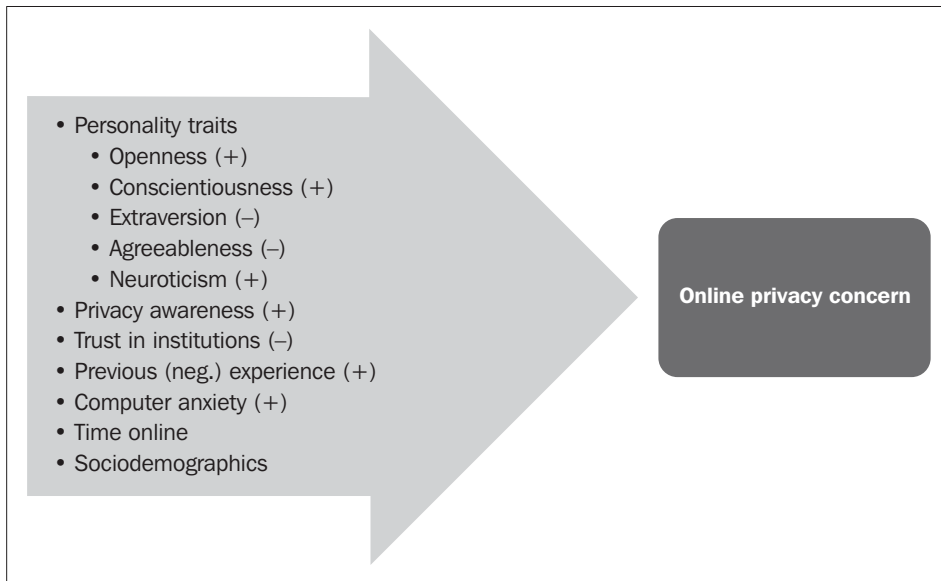 • Personality traits
• Openness (+)
• Conscientiousness (+)
• Extraversion (–)
• Agreeableness (–)
• Neuroticism (+)
• Privacy awareness (+)
• Trust in institutions (–)
• Previous (neg.) experience (+)
• Computer anxiety (+)
• Time online
• Sociodemographics
Online privacy concern